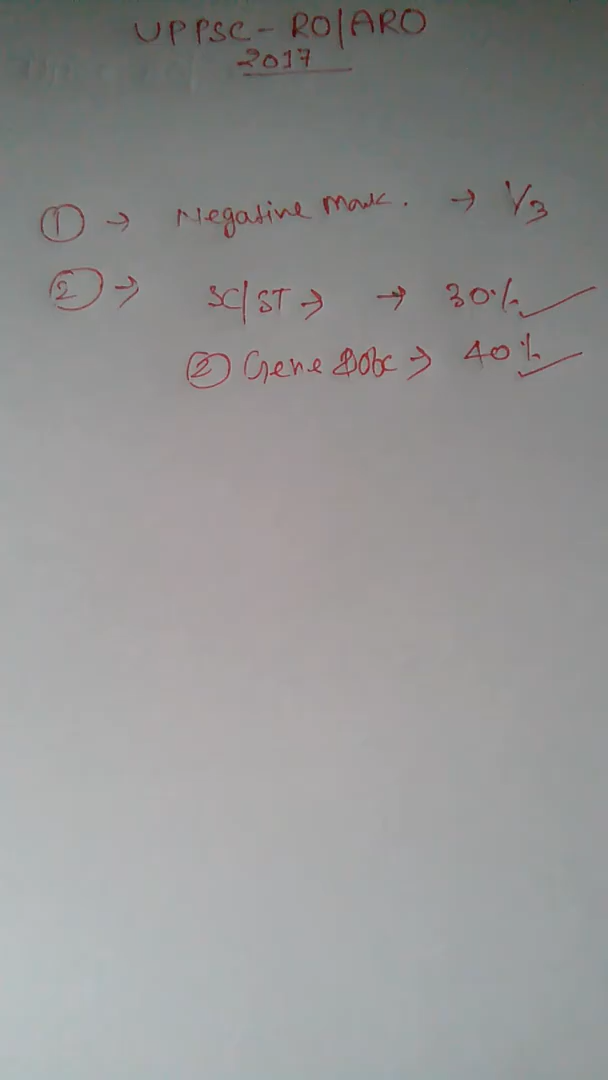 UPPSC - RO/ARO
2017
① → Negative Mark. → 1/3
② → SC/ST → → 30%
② Gene & Obc → 40%